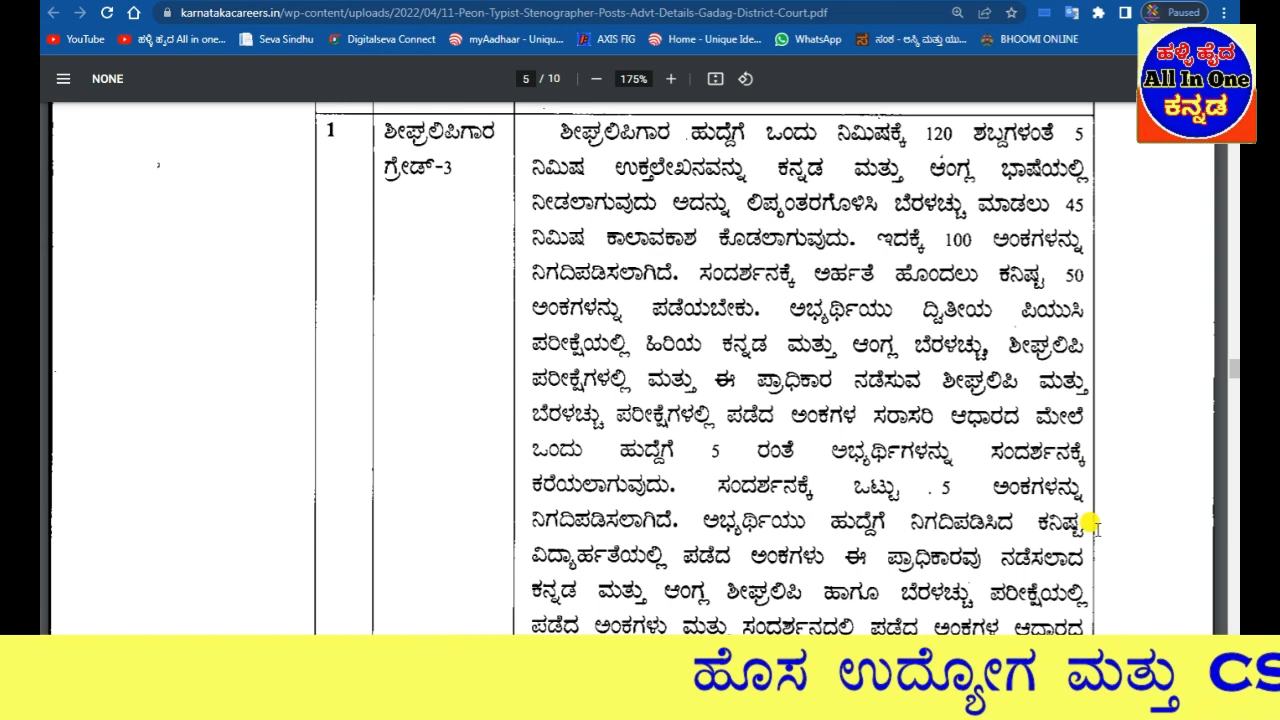 karnatakacareers.in/wp-content/uploads/2022/04/11-Peon-Typist-Stenographer-Posts-Advt-Details-Gadag-District-Court.pdf
Paused
YouTube
ಹಳ್ಳಿ ಹೈದ All in one...
Seva Sindhu
Digitalseva Connect
myAadhaar - Uniqu...
AXIS FIG
Home - Unique Ide...
WhatsApp
BHOOMI ONLINE
NONE
5 / 10
175%
ಹಳ್ಳಿ ಹೈದ
All In One
ಕನ್ನಡ
1
ಶೀಘ್ರಲಿಪಿಗಾರ
ಗ್ರೇಡ್-3
ಶೀಘ್ರಲಿಪಿಗಾರ ಹುದ್ದೆಗೆ ಒಂದು ನಿಮಿಷಕ್ಕೆ 120 ಶಬ್ದಗಳಂತೆ 5
ನಿಮಿಷ ಉಕ್ತಲೇಖನವನ್ನು ಕನ್ನಡ ಮತ್ತು ಆಂಗ್ಲ ಭಾಷೆಯಲ್ಲಿ
ನೀಡಲಾಗುವುದು ಅದನ್ನು ಲಿಪ್ಯಂತರಗೊಳಿಸಿ ಬೆರಳಚ್ಚು ಮಾಡಲು 45
ನಿಮಿಷ ಕಾಲಾವಕಾಶ ಕೊಡಲಾಗುವುದು. ಇದಕ್ಕೆ 100 ಅಂಕಗಳನ್ನು
ನಿಗದಿಪಡಿಸಲಾಗಿದೆ. ಸಂದರ್ಶನಕ್ಕೆ ಅರ್ಹತೆ ಹೊಂದಲು ಕನಿಷ್ಟ 50
ಅಂಕಗಳನ್ನು ಪಡೆಯಬೇಕು. ಅಭ್ಯರ್ಥಿಯು ದ್ವಿತೀಯ ಪಿಯುಸಿ
ಪರೀಕ್ಷೆಯಲ್ಲಿ ಹಿರಿಯ ಕನ್ನಡ ಮತ್ತು ಆಂಗ್ಲ ಬೆರಳಚ್ಚು, ಶೀಘ್ರಲಿಪಿ
ಪರೀಕ್ಷೆಗಳಲ್ಲಿ ಮತ್ತು ಈ ಪ್ರಾಧಿಕಾರ ನಡೆಸುವ ಶೀಘ್ರಲಿಪಿ ಮತ್ತು
ಬೆರಳಚ್ಚು ಪರೀಕ್ಷೆಗಳಲ್ಲಿ ಪಡೆದ ಅಂಕಗಳ ಸರಾಸರಿ ಆಧಾರದ ಮೇಲೆ
ಒಂದು ಹುದ್ದೆಗೆ 5 ರಂತೆ ಅಭ್ಯರ್ಥಿಗಳನ್ನು ಸಂದರ್ಶನಕ್ಕೆ
ಕರೆಯಲಾಗುವುದು. ಸಂದರ್ಶನಕ್ಕೆ ಒಟ್ಟು 5 ಅಂಕಗಳನ್ನು
ನಿಗದಿಪಡಿಸಲಾಗಿದೆ. ಅಭ್ಯರ್ಥಿಯು ಹುದ್ದೆಗೆ ನಿಗದಿಪಡಿಸಿದ ಕನಿಷ್ಟ
ವಿದ್ಯಾರ್ಹತೆಯಲ್ಲಿ ಪಡೆದ ಅಂಕಗಳು ಈ ಪ್ರಾಧಿಕಾರವು ನಡೆಸಲಾದ
ಕನ್ನಡ ಮತ್ತು ಆಂಗ್ಲ ಶೀಘ್ರಲಿಪಿ ಹಾಗೂ ಬೆರಳಚ್ಚು ಪರೀಕ್ಷೆಯಲ್ಲಿ
ಪಡೆದ ಅಂಕಗಳು ಮತ್ತು ಸಂದರ್ಶನದಲ್ಲಿ ಪಡೆದ ಅಂಕಗಳ ಆಧಾರದ
ಹೊಸ ಉದ್ಯೋಗ ಮತ್ತು CS